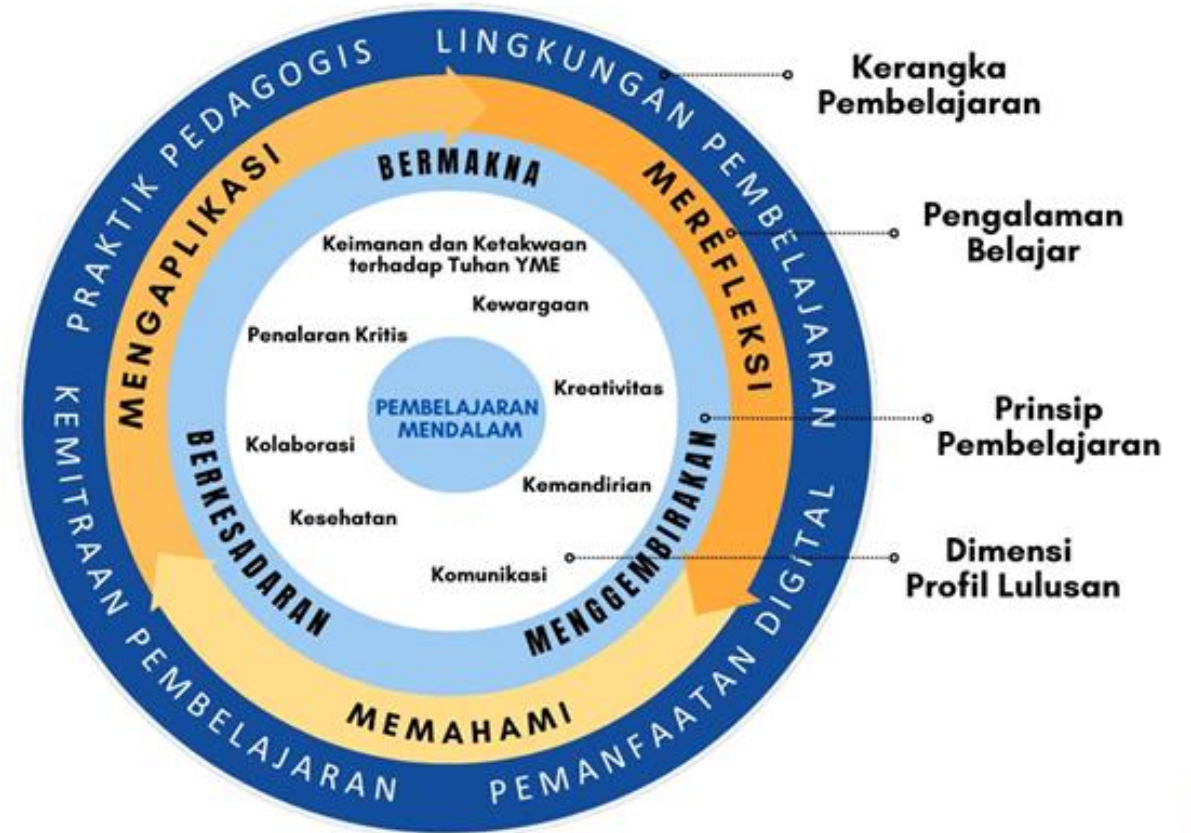 PRAKTIK PEDAGOGIS
LINGKUNGAN PEMBELAJARAN
PEMANFAATAN DIGITAL
KEMITRAAN PEMBELAJARAN
MENGAPLIKASI
MEREFLEKSI
MEMAHAMI
BERMAKNA
MENGGEMBIRAKAN
BERKESADARAN
Keimanan dan Ketakwaan
terhadap Tuhan YME
Kewargaan
Penalaran Kritis
Kreativitas
Kolaborasi
Kemandirian
Kesehatan
Komunikasi
PEMBELAJARAN
MENDALAM
Kerangka
Pembelajaran
Pengalaman
Belajar
Prinsip
Pembelajaran
Dimensi
Profil Lulusan